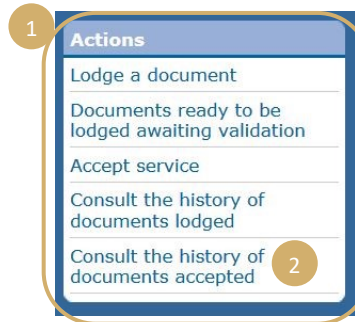 1
Actions
Lodge a document
Documents ready to be
lodged awaiting validation
Accept service
Consult the history of
documents lodged
Consult the history of
documents accepted
2